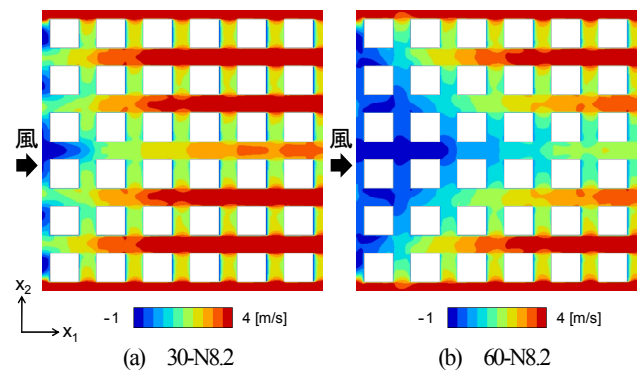 風
風
x2
x1
-1 4 [m/s]
-1 4 [m/s]
(a) 30-N8.2
(b) 60-N8.2